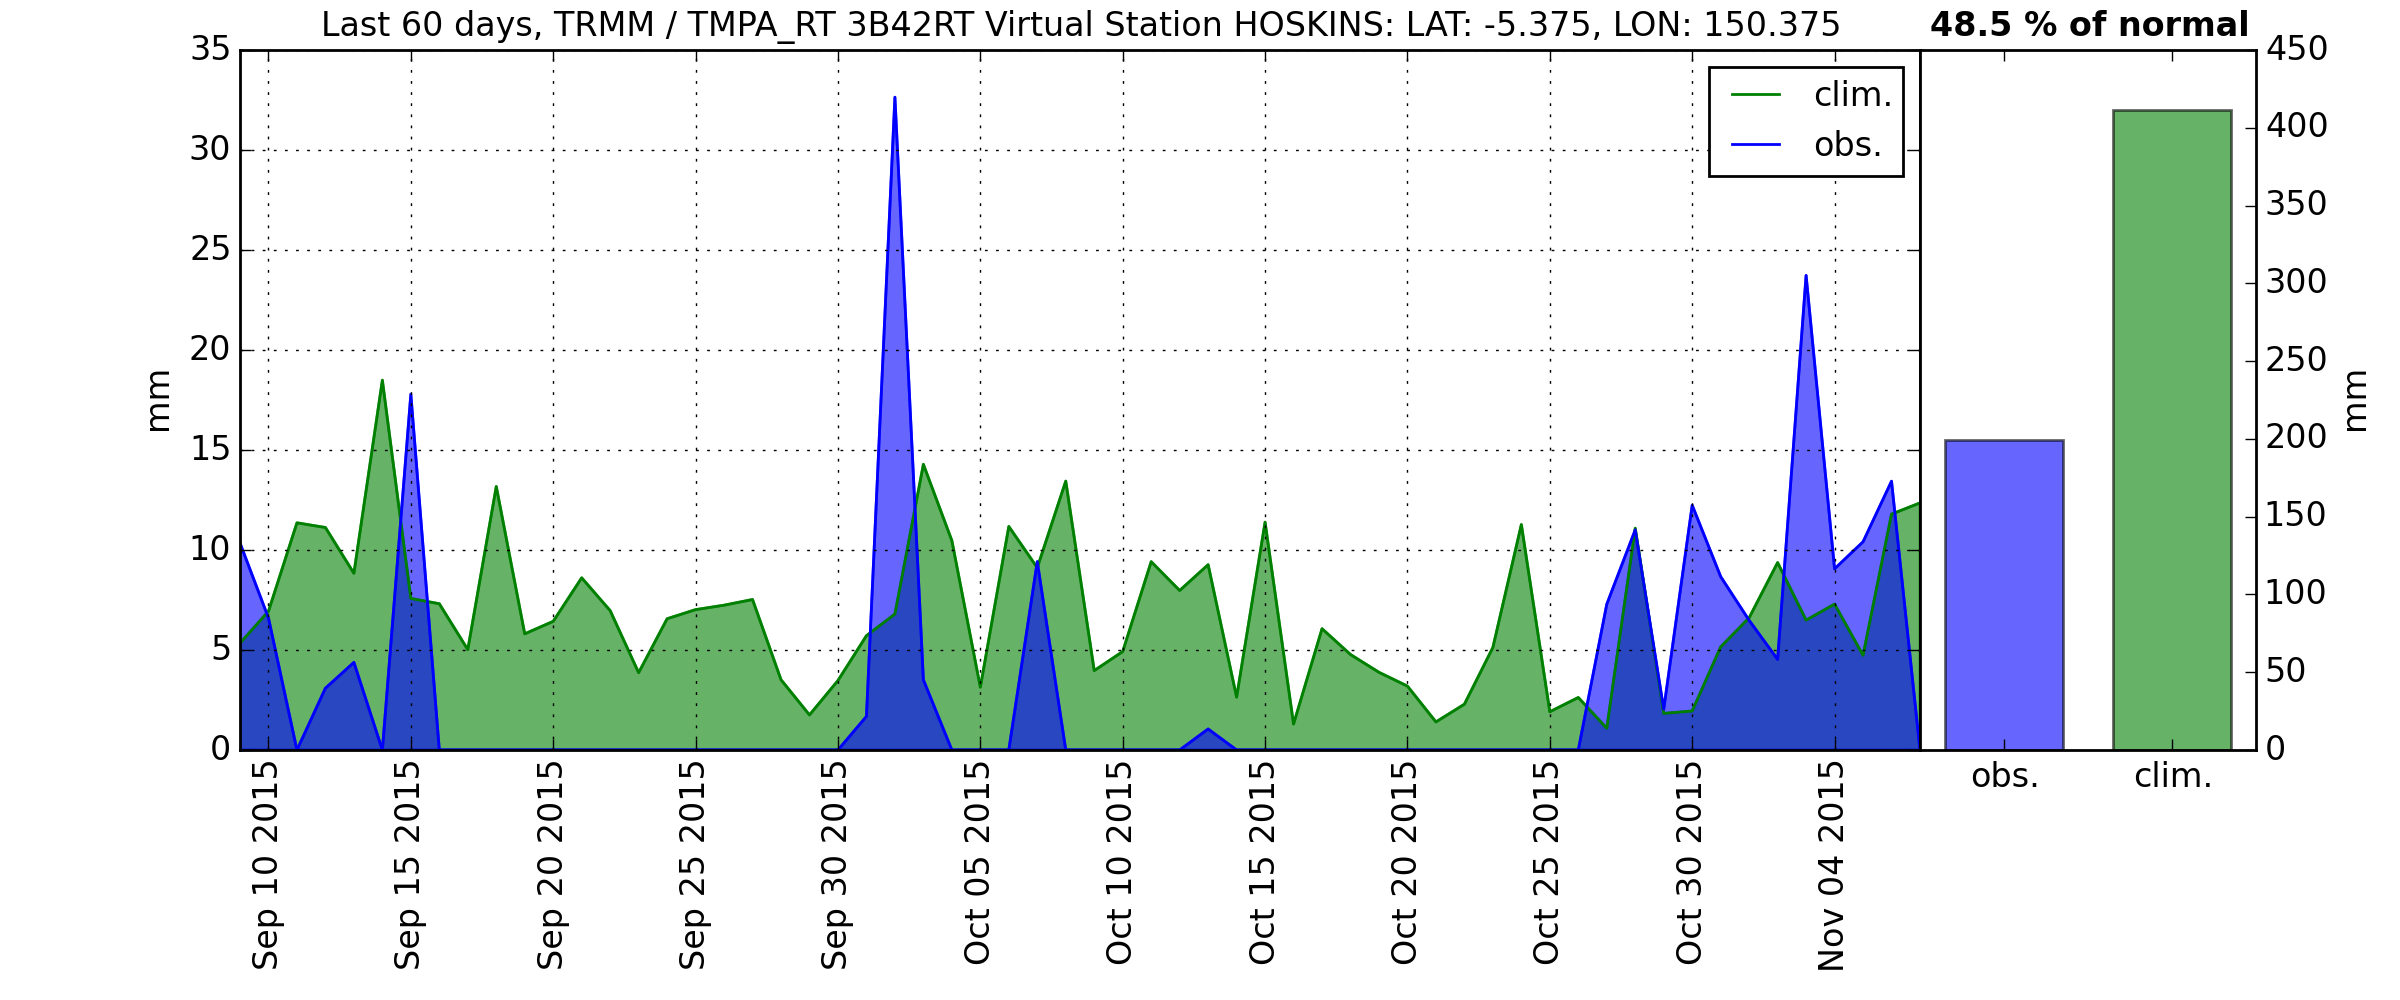 Last 60 days, TRMM / TMPA_RT 3B42RT Virtual Station HOSKINS: LAT: -5.375, LON: 150.375
48.5 % of normal
35
30
25
20
15
10
5
0
mm
clim.
obs.
Sep 10 2015
Sep 15 2015
Sep 20 2015
Sep 25 2015
Sep 30 2015
Oct 05 2015
Oct 10 2015
Oct 15 2015
Oct 20 2015
Oct 25 2015
Oct 30 2015
Nov 04 2015
obs.
clim.
450
400
350
300
250
200
150
100
50
0
mm